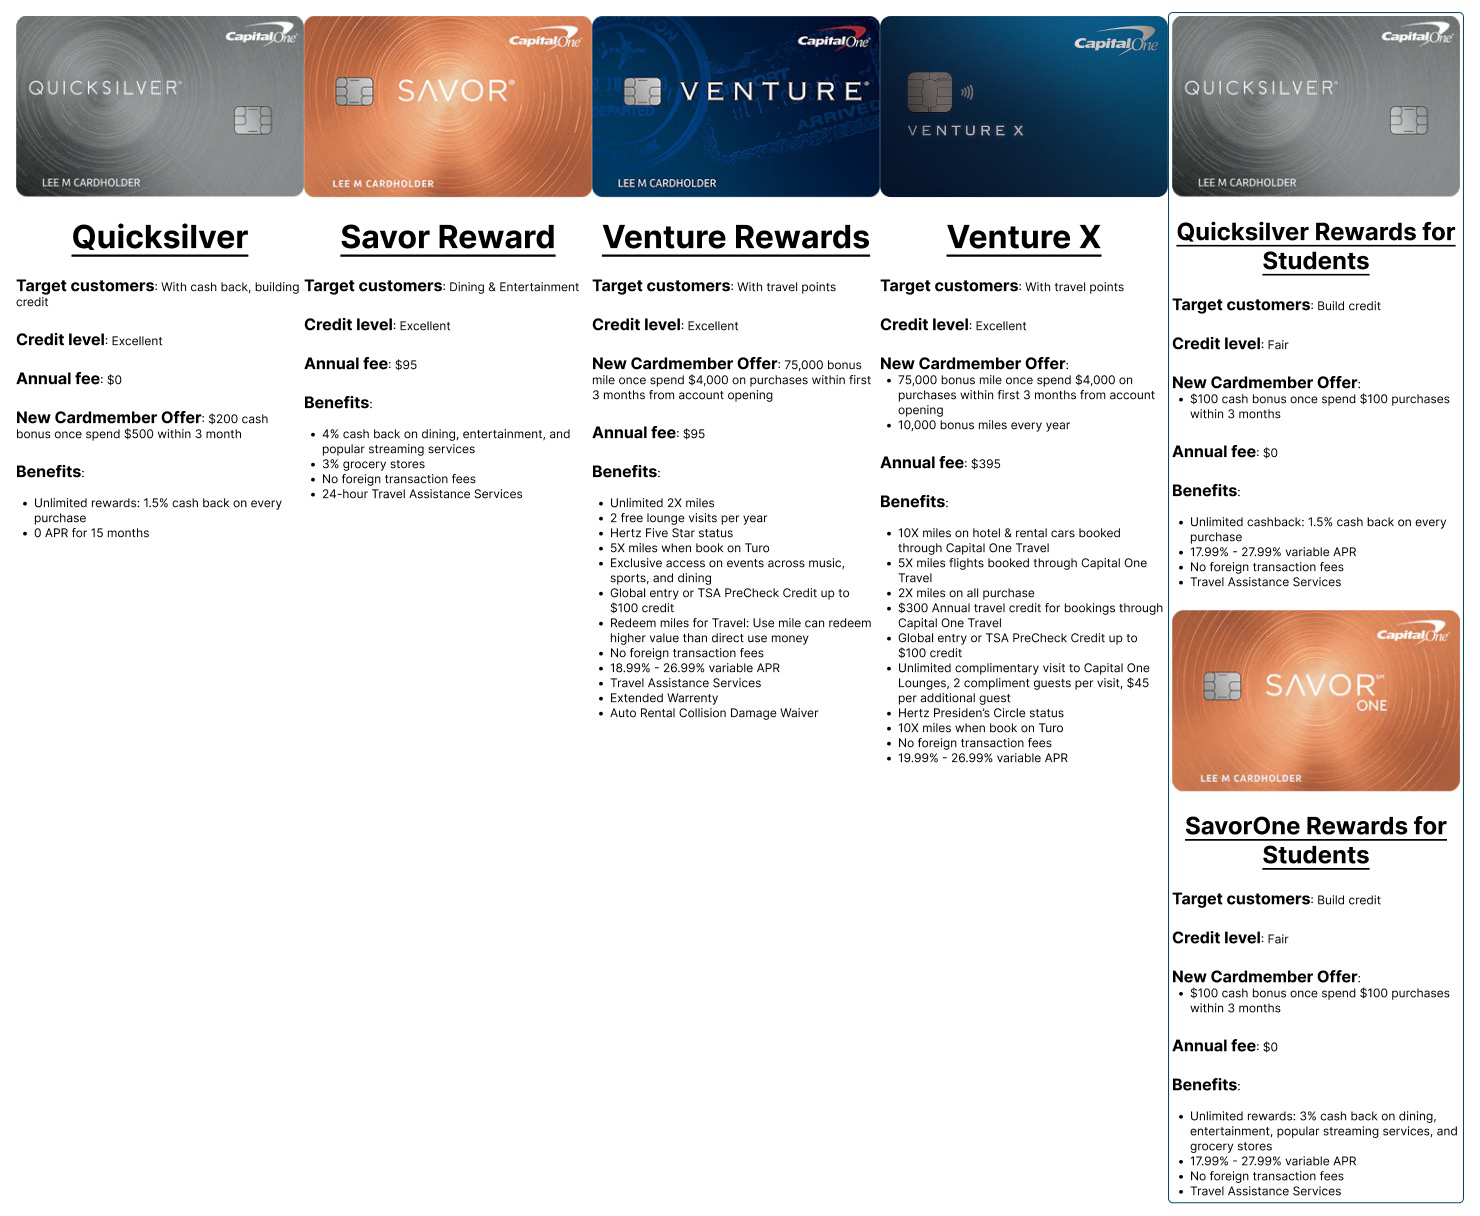 CapitalOne
QUICKSILVER®
LEE M CARDHOLDER
Quicksilver
Target customers: With cash back, building
credit
Credit level: Excellent
Annual fee: $0
New Cardmember Offer: $200 cash
bonus once spend $500 within 3 month
Benefits:
• Unlimited rewards: 1.5% cash back on every
purchase
• 0 APR for 15 months
CapitalOne
SAVOR®
LEE M CARDHOLDER
Savor Reward
Target customers: Dining & Entertainment
Credit level: Excellent
Annual fee: $95
Benefits:
• 4% cash back on dining, entertainment, and
popular streaming services
• 3% grocery stores
• No foreign transaction fees
• 24-hour Travel Assistance Services
CapitalOne
VENTURE®
ARRIVED
LEE M CARDHOLDER
Venture Rewards
Target customers: With travel points
Credit level: Excellent
New Cardmember Offer: 75,000 bonus
mile once spend $4,000 on purchases within first
3 months from account opening
Annual fee: $95
Benefits:
• Unlimited 2X miles
• 2 free lounge visits per year
• Hertz Five Star status
• 5X miles when book on Turo
• Exclusive access on events across music,
sports, and dining
• Global entry or TSA PreCheck Credit up to
$100 credit
• Redeem miles for Travel: Use mile can redeem
higher value than direct use money
• No foreign transaction fees
• 18.99% - 26.99% variable APR
• Travel Assistance Services
• Extended Warrenty
• Auto Rental Collision Damage Waiver
CapitalOne
VENTURE X
LEE M CARDHOLDER
Venture X
Target customers: With travel points
Credit level: Excellent
New Cardmember Offer:
• 75,000 bonus mile once spend $4,000 on
purchases within first 3 months from account
opening
• 10,000 bonus miles every year
Annual fee: $395
Benefits:
• 10X miles on hotel & rental cars booked
through Capital One Travel
• 5X miles flights booked through Capital One
Travel
• 2X miles on all purchase
• $300 Annual travel credit for bookings through
Capital One Travel
• Global entry or TSA PreCheck Credit up to
$100 credit
• Unlimited complimentary visit to Capital One
Lounges, 2 compliment guests per visit, $45
per additional guest
• Hertz Presiden's Circle status
• 10X miles when book on Turo
• No foreign transaction fees
• 19.99% - 26.99% variable APR
CapitalOne
QUICKSILVER®
LEE M CARDHOLDER
Quicksilver Rewards for
Students
Target customers: Build credit
Credit level: Fair
New Cardmember Offer:
• $100 cash bonus once spend $100 purchases
within 3 months
Annual fee: $0
Benefits:
• Unlimited cashback: 1.5% cash back on every
purchase
• 17.99% - 27.99% variable APR
• No foreign transaction fees
• Travel Assistance Services
CapitalOne
SAVOR℠
ONE
LEE M CARDHOLDER
SavorOne Rewards for
Students
Target customers: Build credit
Credit level: Fair
New Cardmember Offer:
• $100 cash bonus once spend $100 purchases
within 3 months
Annual fee: $0
Benefits:
• Unlimited rewards: 3% cash back on dining,
entertainment, popular streaming services, and
grocery stores
• 17.99% - 27.99% variable APR
• No foreign transaction fees
• Travel Assistance Services